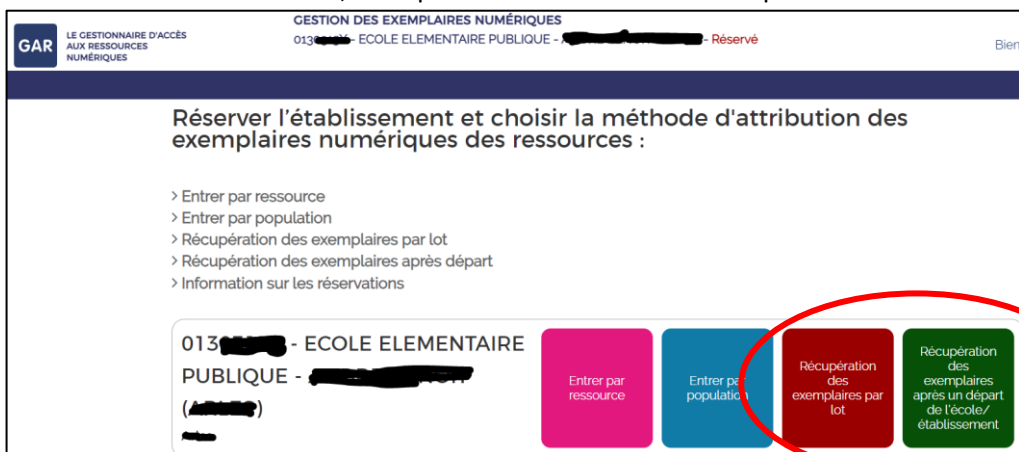 GAR
LE GESTIONNAIRE D'ACCÈS
AUX RESSOURCES
NUMÉRIQUES
GESTION DES EXEMPLAIRES NUMÉRIQUES
013 - ECOLE ELEMENTAIRE PUBLIQUE - - Réservé
Bien
Réserver l'établissement et choisir la méthode d'attribution des
exemplaires numériques des ressources :
> Entrer par ressource
> Entrer par population
> Récupération des exemplaires par lot
> Récupération des exemplaires après départ
> Information sur les réservations
013 - ECOLE ELEMENTAIRE
PUBLIQUE -
Entrer par
ressource
Entrer par
population
Récupération
des
exemplaires par
lot
Récupération
des
exemplaires
après un départ
de l'école/
établissement